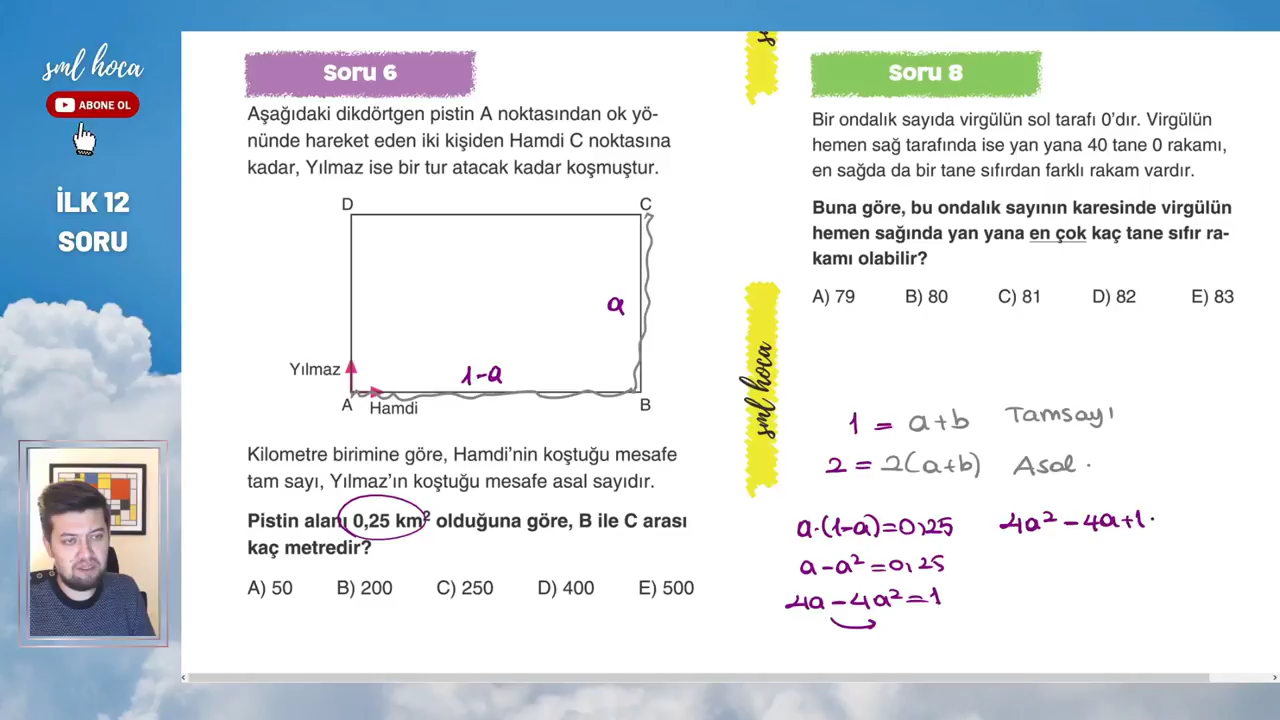 sml hoca
ABONE OL
İLK 12
SORU
Soru 6
Aşağıdaki dikdörtgen pistin A noktasından ok yö-
nünde hareket eden iki kişiden Hamdi C noktasına
kadar, Yılmaz ise bir tur atacak kadar koşmuştur.
D
C
a
Yılmaz
1-a
A
Hamdi
B
Kilometre birimine göre, Hamdi'nin koştuğu mesafe
tam sayı, Yılmaz'ın koştuğu mesafe asal sayıdır.
Pistin alanı 0,25 km² olduğuna göre, B ile C arası
kaç metredir?
A) 50 B) 200 C) 250 D) 400 E) 500
sml hoca
Soru 8
Bir ondalık sayıda virgülün sol tarafı 0'dır. Virgülün
hemen sağ tarafında ise yan yana 40 tane 0 rakamı,
en sağda da bir tane sıfırdan farklı rakam vardır.
Buna göre, bu ondalık sayının karesinde virgülün
hemen sağında yan yana en çok kaç tane sıfır ra-
kamı olabilir?
A) 79 B) 80 C) 81 D) 82 E) 83
1 = a+b Tamsayı
2 = 2(a+b) Asal.
a.(1-a)=0,25 4a² - 4a+1
a-a²=0,25
4a-4a²=1